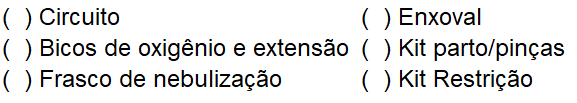 ( ) Circuito ( ) Enxoval
( ) Bicos de oxigênio e extensão ( ) Kit parto/pinças
( ) Frasco de nebulização ( ) Kit Restrição